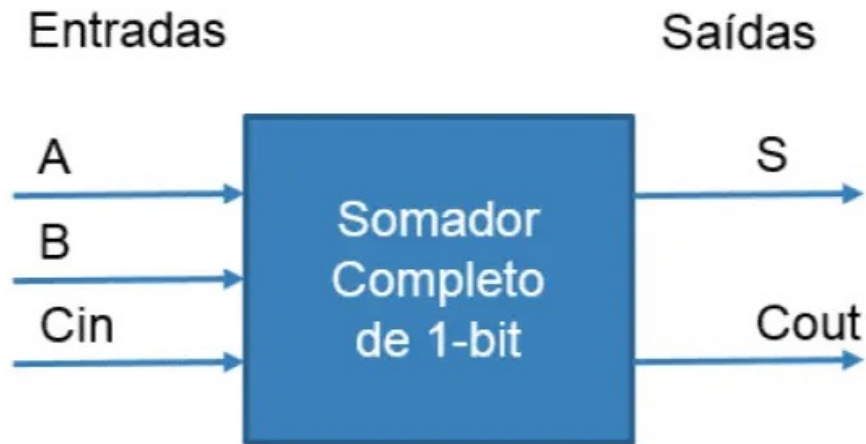 Entradas
Saídas
A
B
Cin
Somador
Completo
de 1-bit
S
Cout